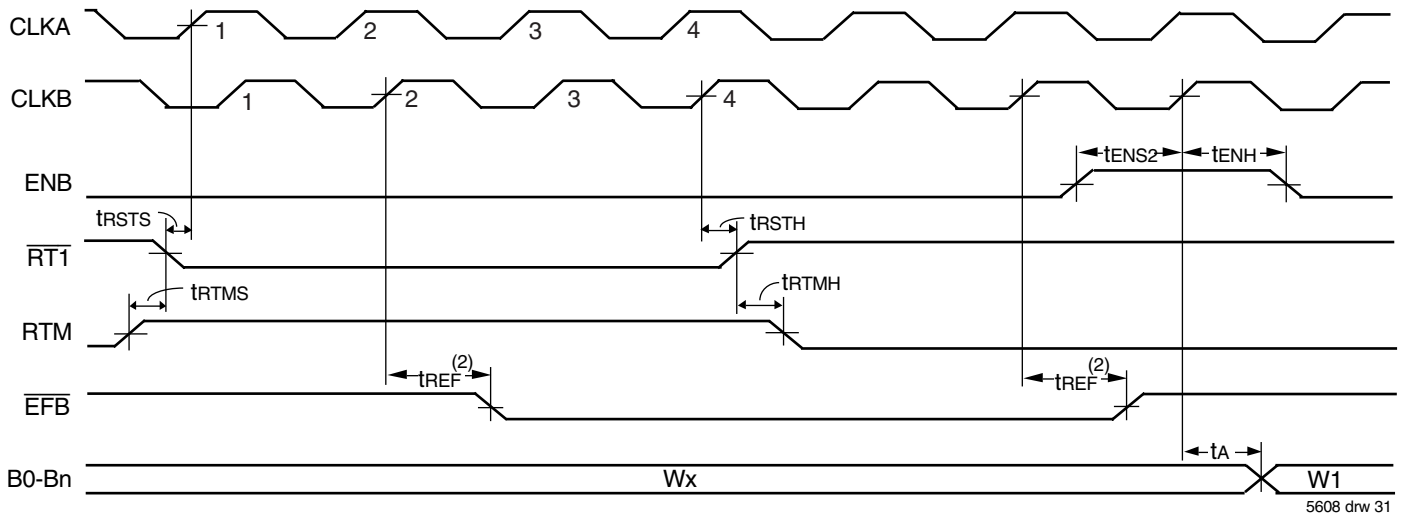 CLKA 1 2 3 4
CLKB 1 2 3 4
ENB tENS2 tENH
tRSTS tRSTH
RT1
tRTMS tRTMH
RTM
tREF(2) tREF(2)
EFB
tA
B0-Bn Wx W1
5608 drw 31